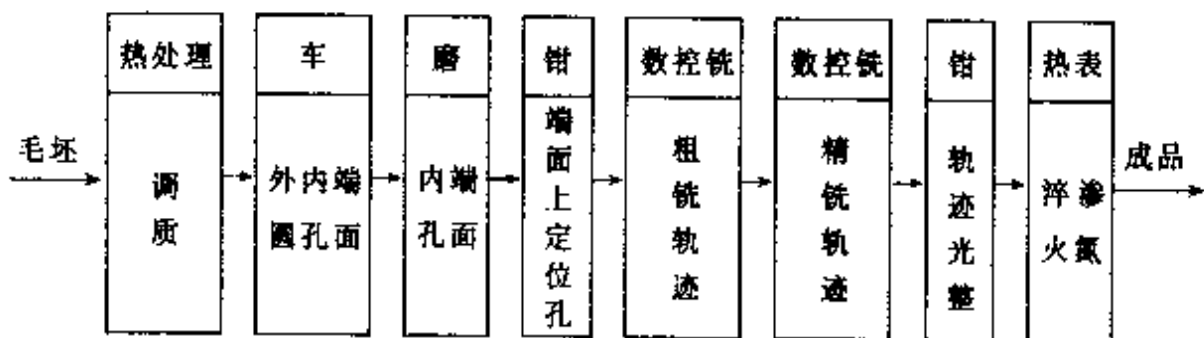 毛坯
热处理
调质
车
外圆
内孔
端面
磨
内孔
端面
钳
端面上定位孔
数控铣
粗铣轨迹
数控铣
精铣轨迹
钳
轨迹光整
热表
淬火
渗氮
成品